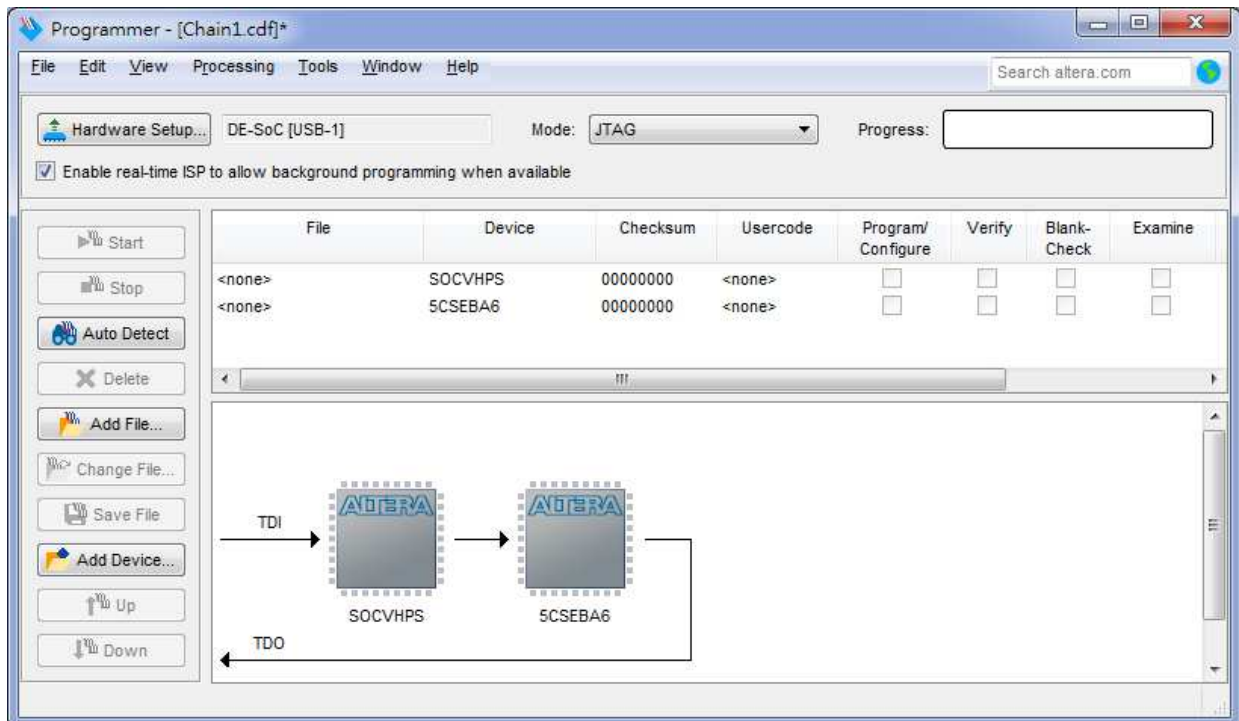 Programmer - [Chain1.cdf]*
File Edit View Processing Tools Window Help
Search altera.com
Hardware Setup... DE-SoC [USB-1] Mode: JTAG Progress:
Enable real-time ISP to allow background programming when available
Start
Stop
Auto Detect
Delete
Add File...
Change File...
Save File
Add Device...
Up
Down
File Device Checksum Usercode Program/ Configure Verify Blank- Check Examine
<none> SOCVHPS 00000000 <none>
<none> 5CSEBA6 00000000 <none>
ALTERA ALTERA
TDI
SOCVHPS 5CSEBA6
TDO